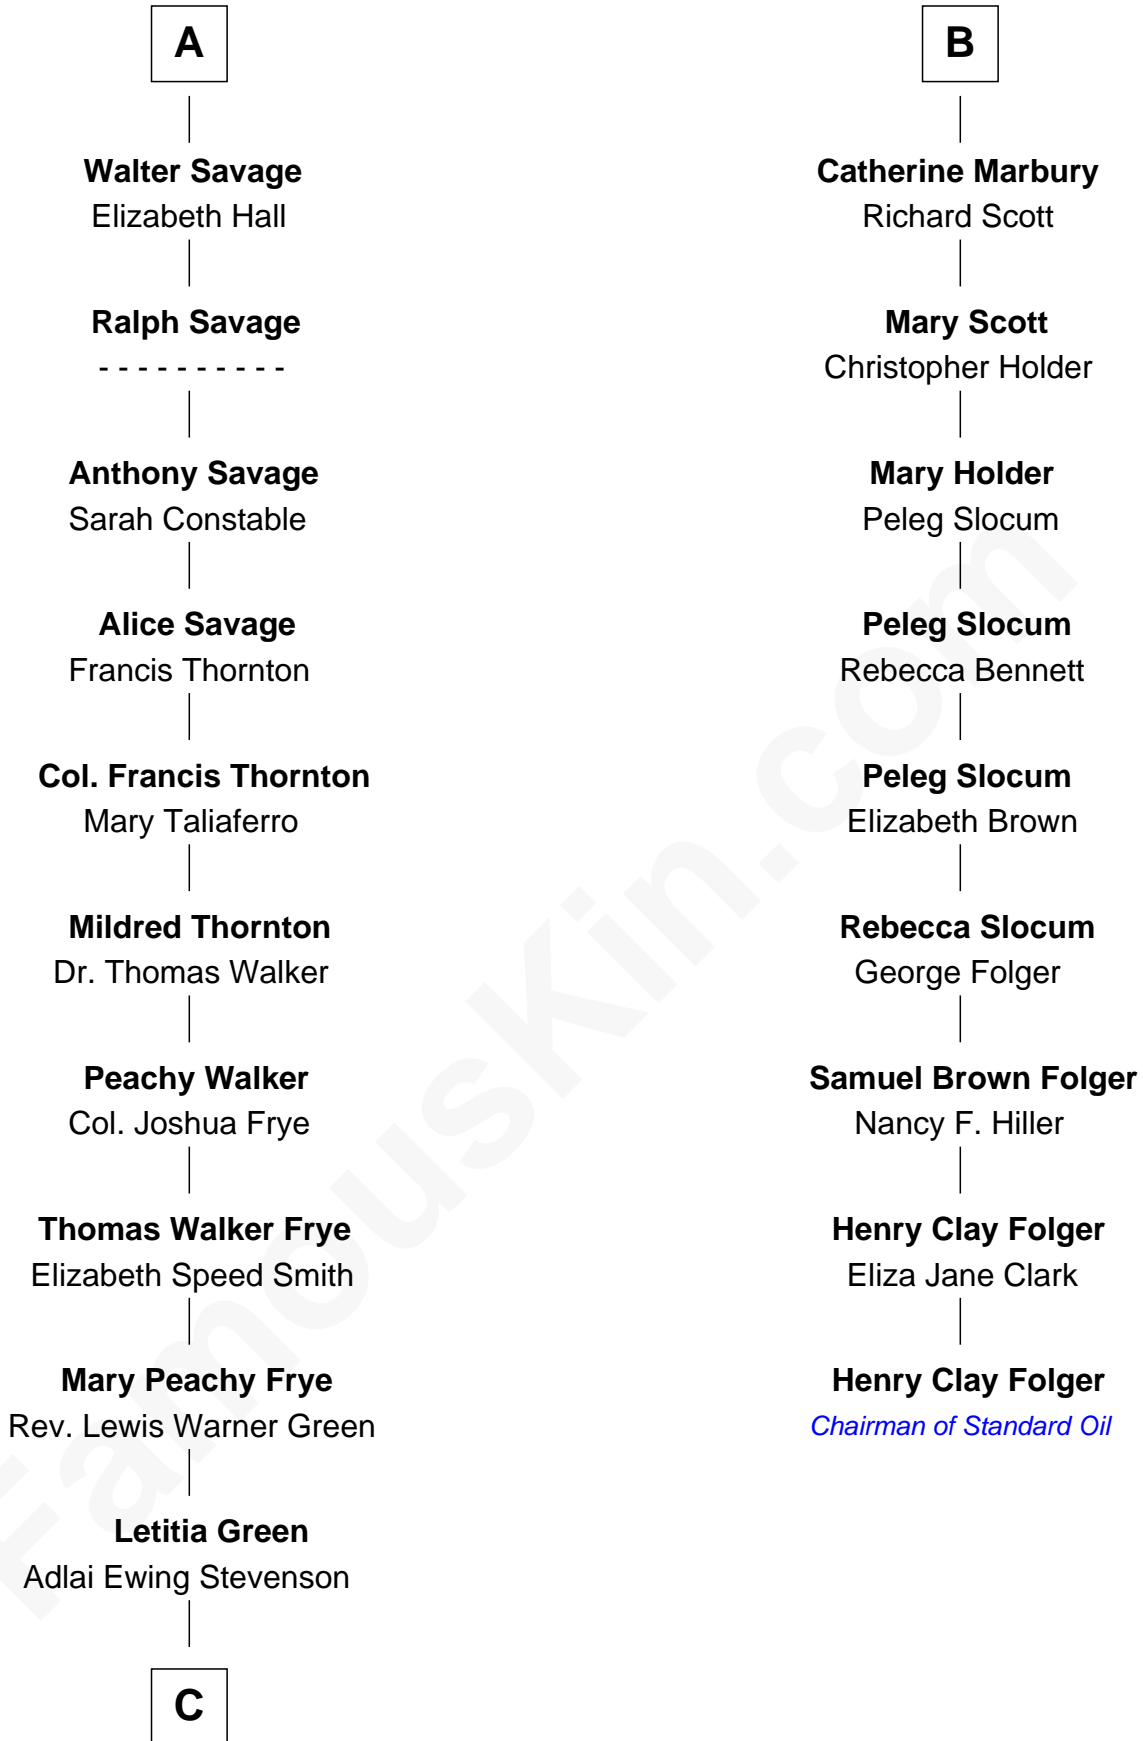 A
Walter Savage
Elizabeth Hall
Ralph Savage
- - - - - - - - - -
Anthony Savage
Sarah Constable
Alice Savage
Francis Thornton
Col. Francis Thornton
Mary Taliaferro
Mildred Thornton
Dr. Thomas Walker
Peachy Walker
Col. Joshua Frye
Thomas Walker Frye
Elizabeth Speed Smith
Mary Peachy Frye
Rev. Lewis Warner Green
Letitia Green
Adlai Ewing Stevenson
C
B
Catherine Marbury
Richard Scott
Mary Scott
Christopher Holder
Mary Holder
Peleg Slocum
Peleg Slocum
Rebecca Bennett
Peleg Slocum
Elizabeth Brown
Rebecca Slocum
George Folger
Samuel Brown Folger
Nancy F. Hiller
Henry Clay Folger
Eliza Jane Clark
Henry Clay Folger
Chairman of Standard Oil
FamousKin.com